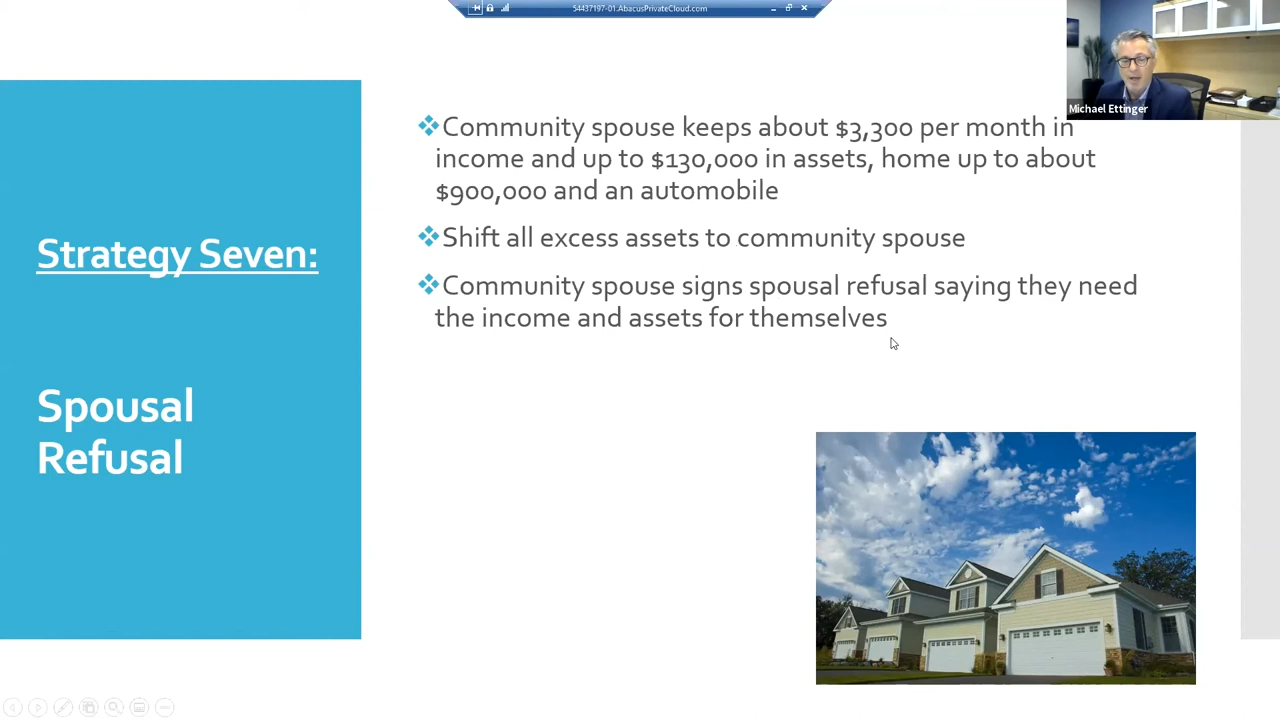 54437197-01.AbacusPrivateCloud.com
Michael Ettinger
Strategy Seven:
Spousal
Refusal
Community spouse keeps about $3,300 per month in
income and up to $130,000 in assets, home up to about
$900,000 and an automobile
Shift all excess assets to community spouse
Community spouse signs spousal refusal saying they need
the income and assets for themselves